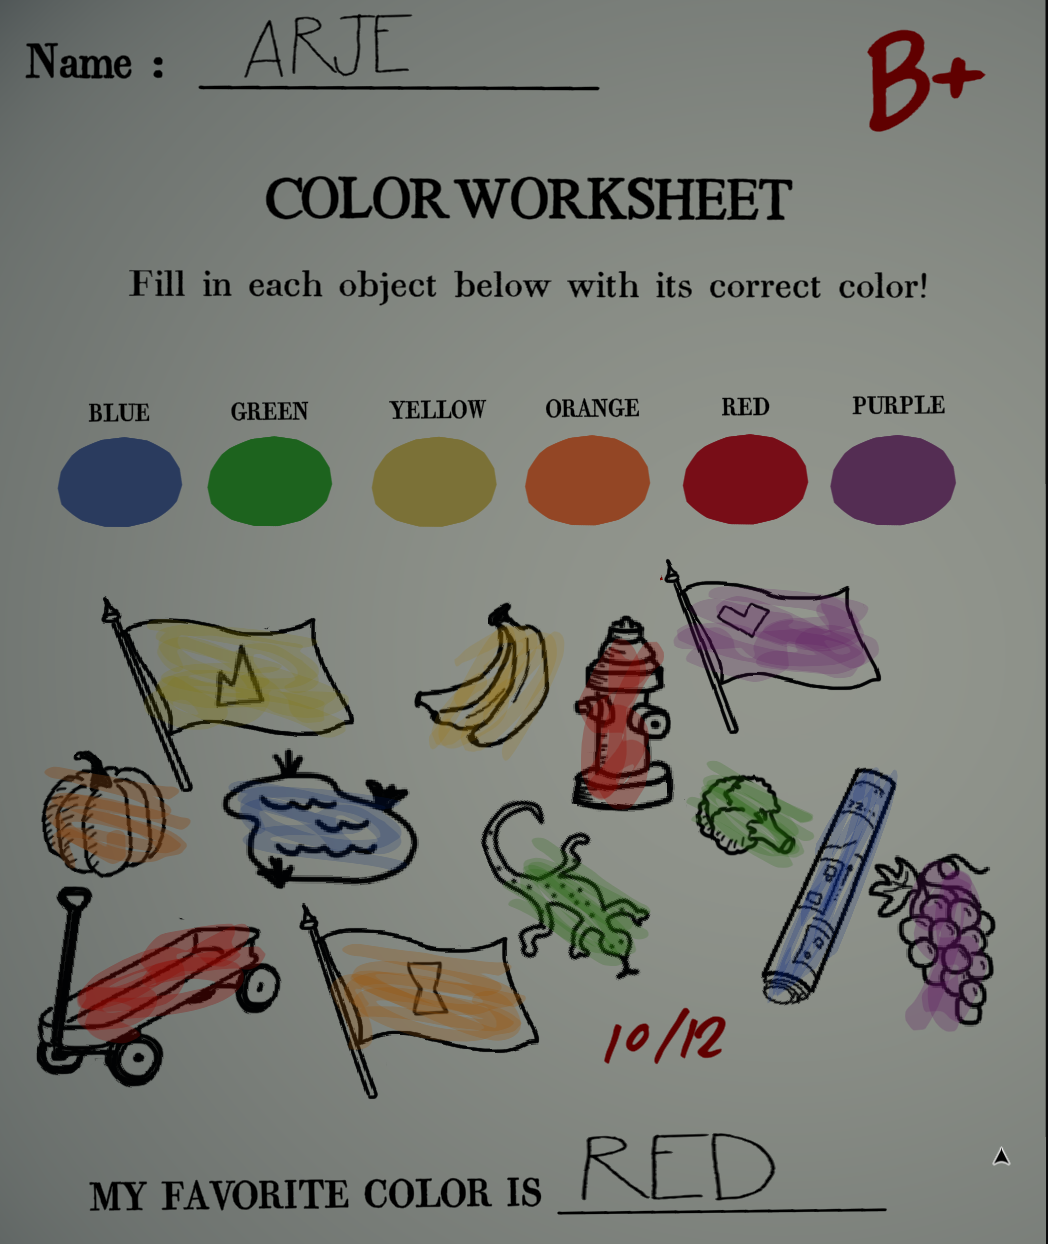 Name : ARJE
B+
COLOR WORKSHEET
Fill in each object below with its correct color!
BLUE GREEN YELLOW ORANGE RED PURPLE
10/12
MY FAVORITE COLOR IS RED